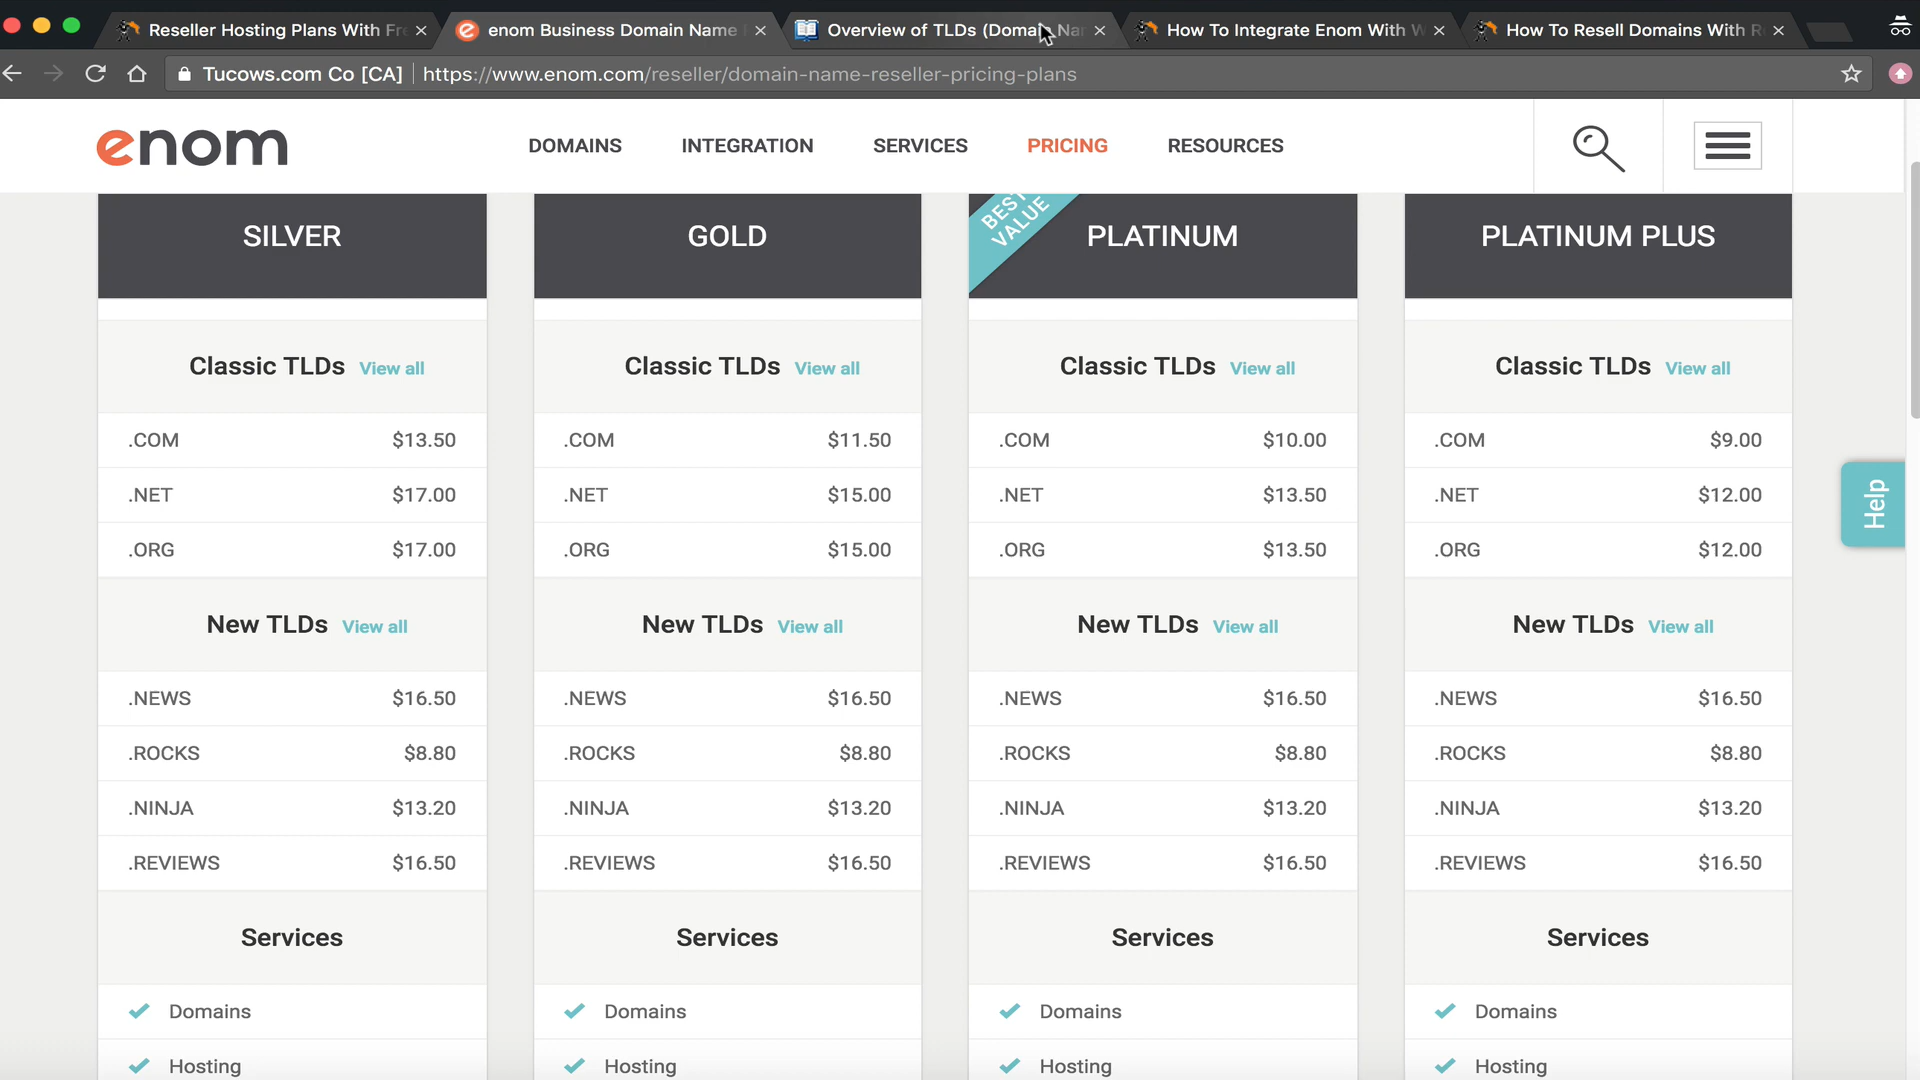 Reseller Hosting Plans With Fre
enom Business Domain Name
Overview of TLDs (Domain Na
How To Integrate Enom With W
How To Resell Domains With R
Tucows.com Co [CA] https://www.enom.com/reseller/domain-name-reseller-pricing-plans
enom
DOMAINS
INTEGRATION
SERVICES
PRICING
RESOURCES
SILVER
GOLD
BEST
VALUE
PLATINUM
PLATINUM PLUS
Classic TLDs View all
Classic TLDs View all
Classic TLDs View all
Classic TLDs View all
.COM $13.50
.COM $11.50
.COM $10.00
.COM $9.00
.NET $17.00
.NET $15.00
.NET $13.50
.NET $12.00
.ORG $17.00
.ORG $15.00
.ORG $13.50
.ORG $12.00
Help
New TLDs View all
New TLDs View all
New TLDs View all
New TLDs View all
.NEWS $16.50
.NEWS $16.50
.NEWS $16.50
.NEWS $16.50
.ROCKS $8.80
.ROCKS $8.80
.ROCKS $8.80
.ROCKS $8.80
.NINJA $13.20
.NINJA $13.20
.NINJA $13.20
.NINJA $13.20
.REVIEWS $16.50
.REVIEWS $16.50
.REVIEWS $16.50
.REVIEWS $16.50
Services
Services
Services
Services
Domains
Domains
Domains
Domains
Hosting
Hosting
Hosting
Hosting